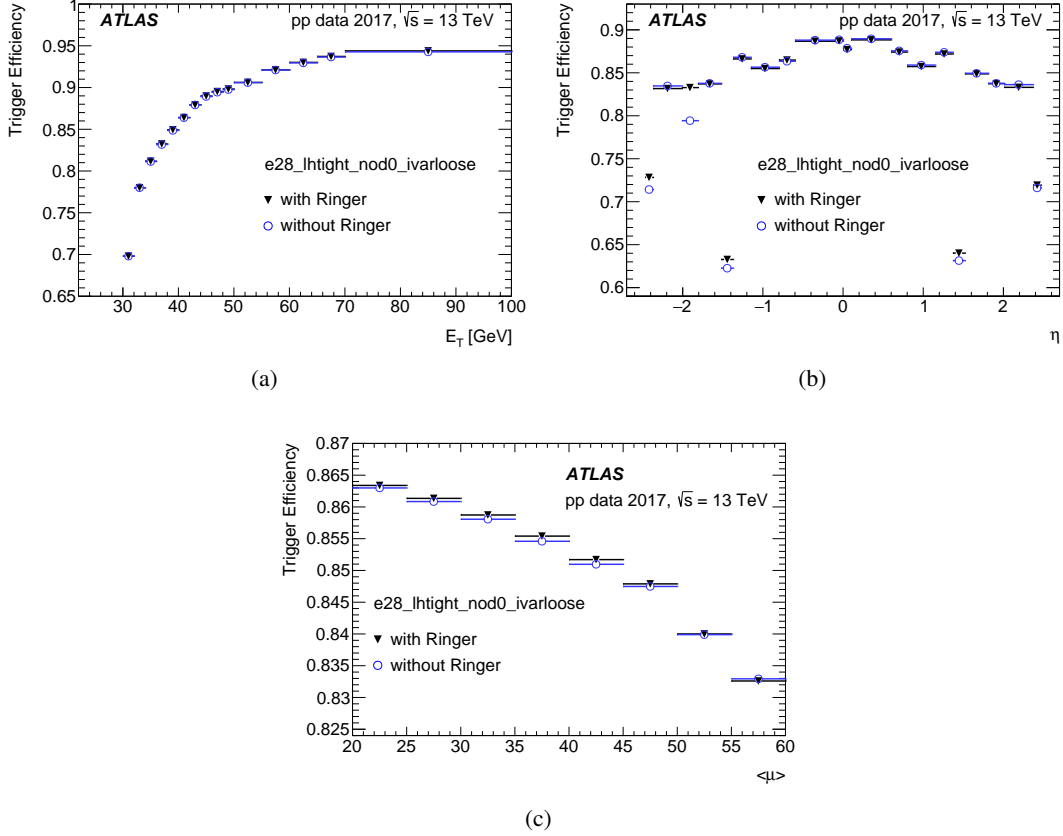 ATLAS
pp data 2017, √s = 13 TeV
Trigger Efficiency
1
0.95
0.9
0.85
0.8
0.75
0.7
0.65
e28_lhtight_nod0_ivarloose
with Ringer
without Ringer
30 40 50 60 70 80 90 100
E_T [GeV]
(a)
ATLAS
pp data 2017, √s = 13 TeV
Trigger Efficiency
0.9
0.85
0.8
0.75
0.7
0.65
0.6
e28_lhtight_nod0_ivarloose
with Ringer
without Ringer
−2 −1 0 1 2
η
(b)
ATLAS
pp data 2017, √s = 13 TeV
Trigger Efficiency
0.87
0.865
0.86
0.855
0.85
0.845
0.84
0.835
0.83
0.825
e28_lhtight_nod0_ivarloose
with Ringer
without Ringer
20 25 30 35 40 45 50 55 60
<μ>
(c)